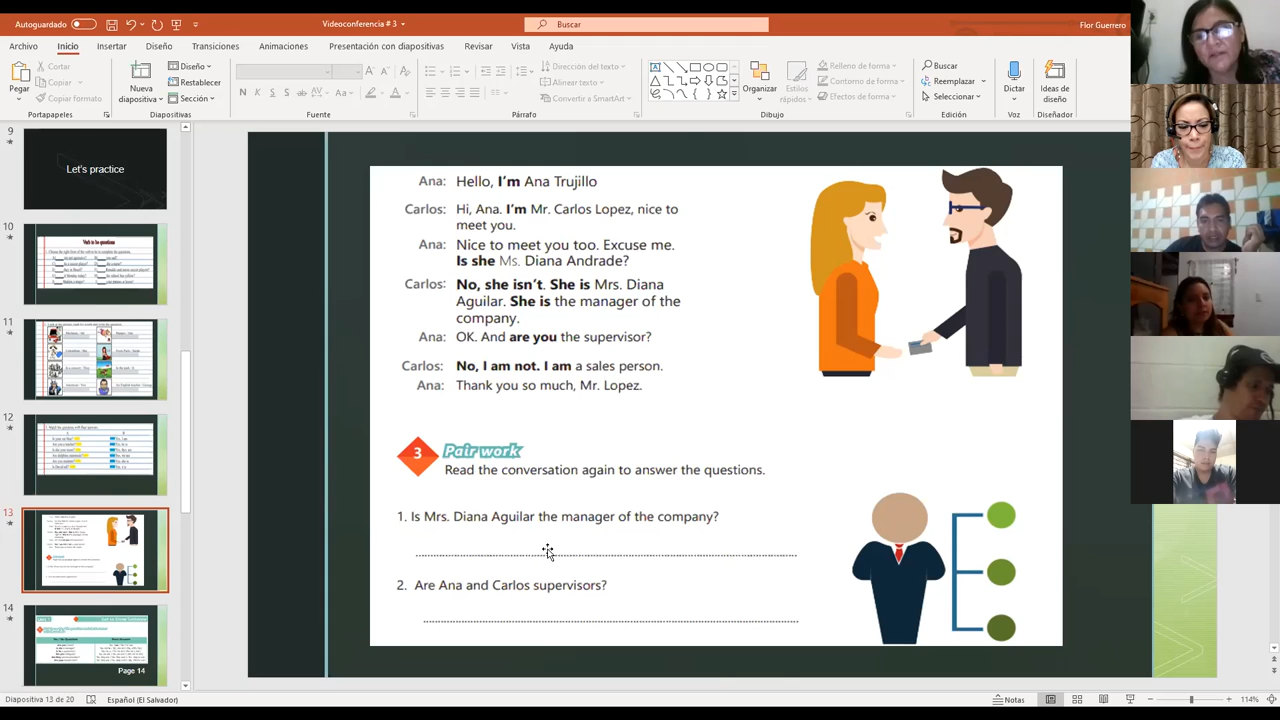 Autoguardado
Videoconferencia # 3
Buscar
Flor Guerrero
Archivo Inicio Insertar Diseño Transiciones Animaciones Presentación con diapositivas Revisar Vista Ayuda
Pegar
Cortar
Copiar
Copiar formato
Portapapeles
Nueva diapositiva
Diseño
Restablecer
Sección
Diapositivas
Fuente
Dirección del texto
Alinear texto
Convertir a SmartArt
Párrafo
Organizar
Estilos rápidos
Relleno de forma
Contorno de forma
Efectos de forma
Dibujo
Buscar
Reemplazar
Seleccionar
Edición
Dictar
Voz
Ideas de diseño
Diseñador
9
Let's practice
10
11
12
13
14
Page 14
Ana: Hello, I'm Ana Trujillo
Carlos: Hi, Ana. I'm Mr. Carlos Lopez, nice to
meet you.
Ana: Nice to meet you too. Excuse me.
Is she Ms. Diana Andrade?
Carlos: No, she isn't. She is Mrs. Diana
Aguilar. She is the manager of the
company.
Ana: OK. And are you the supervisor?
Carlos: No, I am not. I am a sales person.
Ana: Thank you so much, Mr. Lopez.
3 Pair work
Read the conversation again to answer the questions.
1. Is Mrs. Diana Aguilar the manager of the company?
2. Are Ana and Carlos supervisors?
Diapositiva 13 de 20
Español (El Salvador)
Notas
114%